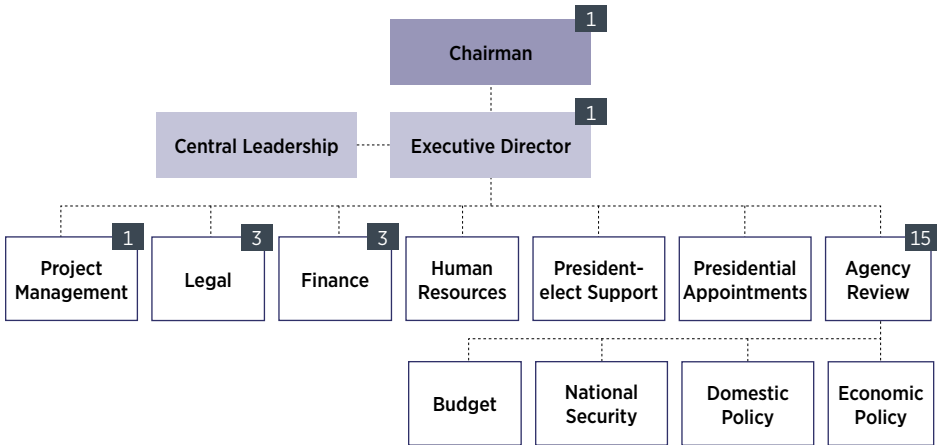 1
Chairman
1
Central Leadership
Executive Director
1
Project
Management
3
Legal
3
Finance
Human
Resources
President-
elect Support
Presidential
Appointments
15
Agency
Review
Budget
National
Security
Domestic
Policy
Economic
Policy